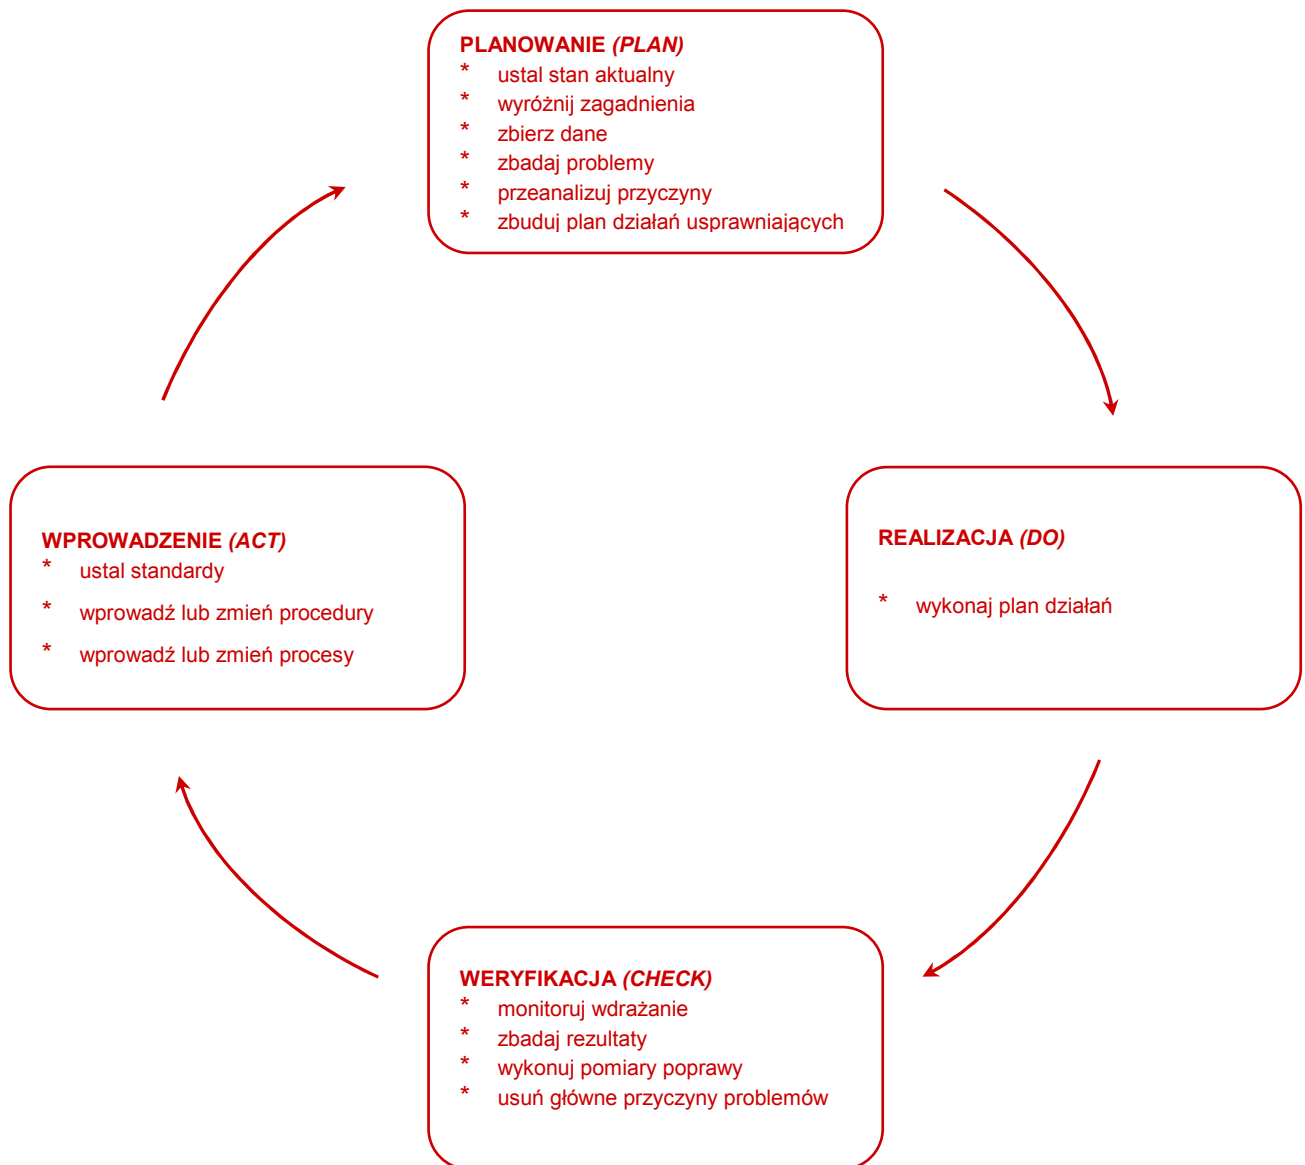 PLANOWANIE (PLAN)
* ustal stan aktualny
* wyróżnij zagadnienia
* zbierz dane
* zbadaj problemy
* przeanalizuj przyczyny
* zbuduj plan działań usprawniających
WPROWADZENIE (ACT)
* ustal standardy
* wprowadź lub zmień procedury
* wprowadź lub zmień procesy
REALIZACJA (DO)
* wykonaj plan działań
WERYFIKACJA (CHECK)
* monitoruj wdrażanie
* zbadaj rezultaty
* wykonuj pomiary poprawy
* usuń główne przyczyny problemów